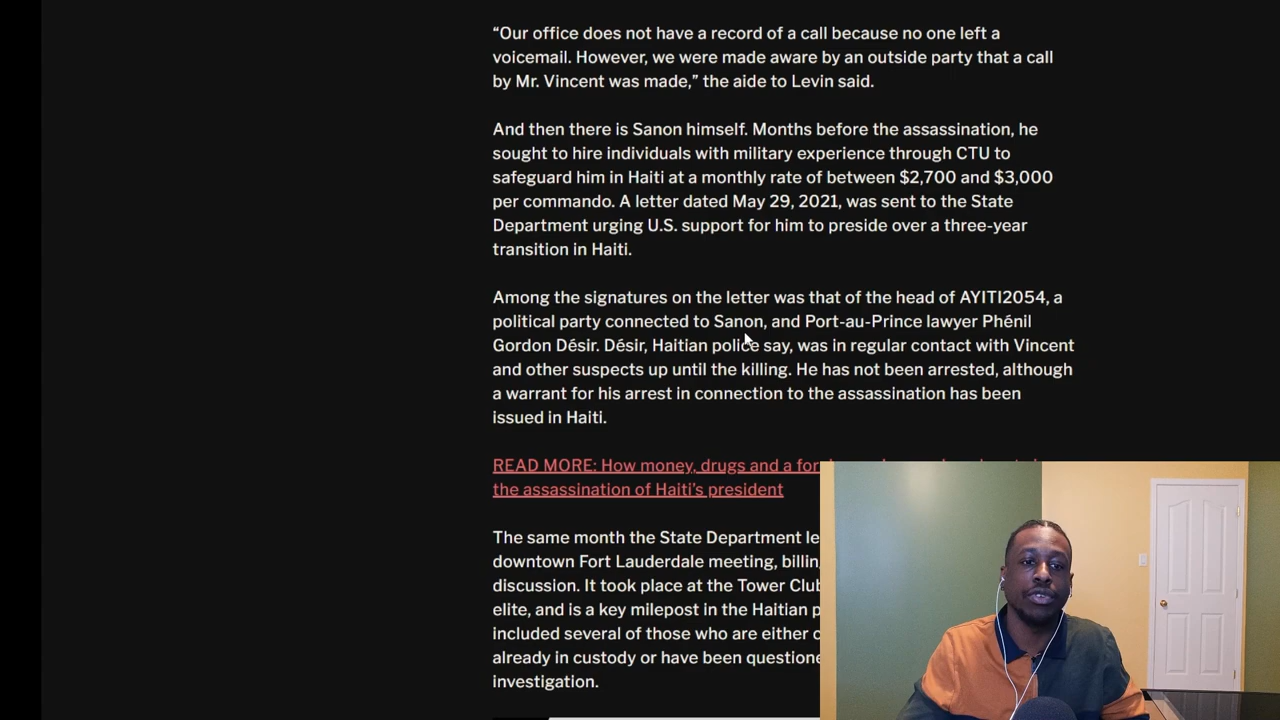 “Our office does not have a record of a call because no one left a
voicemail. However, we were made aware by an outside party that a call
by Mr. Vincent was made,” the aide to Levin said.
And then there is Sanon himself. Months before the assassination, he
sought to hire individuals with military experience through CTU to
safeguard him in Haiti at a monthly rate of between $2,700 and $3,000
per commando. A letter dated May 29, 2021, was sent to the State
Department urging U.S. support for him to preside over a three-year
transition in Haiti.
Among the signatures on the letter was that of the head of AYITI2054, a
political party connected to Sanon, and Port-au-Prince lawyer Phénil
Gordon Désir. Désir, Haitian police say, was in regular contact with Vincent
and other suspects up until the killing. He has not been arrested, although
a warrant for his arrest in connection to the assassination has been
issued in Haiti.
READ MORE: How money, drugs and a
the assassination of Haiti’s president
The same month the State Department
downtown Fort Lauderdale meeting,
discussion. It took place at the Tower Club
elite, and is a key milepost in the Haitian
included several of those who are either
already in custody or have been
investigation.